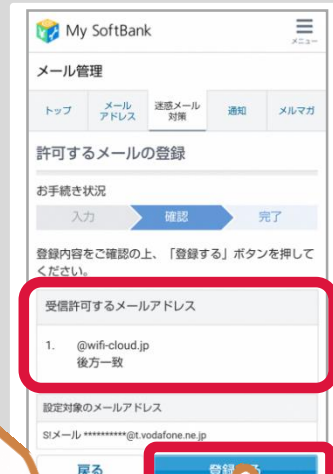 My SoftBank
メニュー
メール管理
トップ
メール
アドレス
迷惑メール
対策
通知
メルマガ
許可するメールの登録
お手続き状況
入力
確認
完了
登録内容をご確認の上、「登録する」ボタンを押して
ください。
受信許可するメールアドレス
1. @wifi-cloud.jp
後方一致
設定対象のメールアドレス
S!メール **********@t.vodafone.ne.jp
戻る
登録